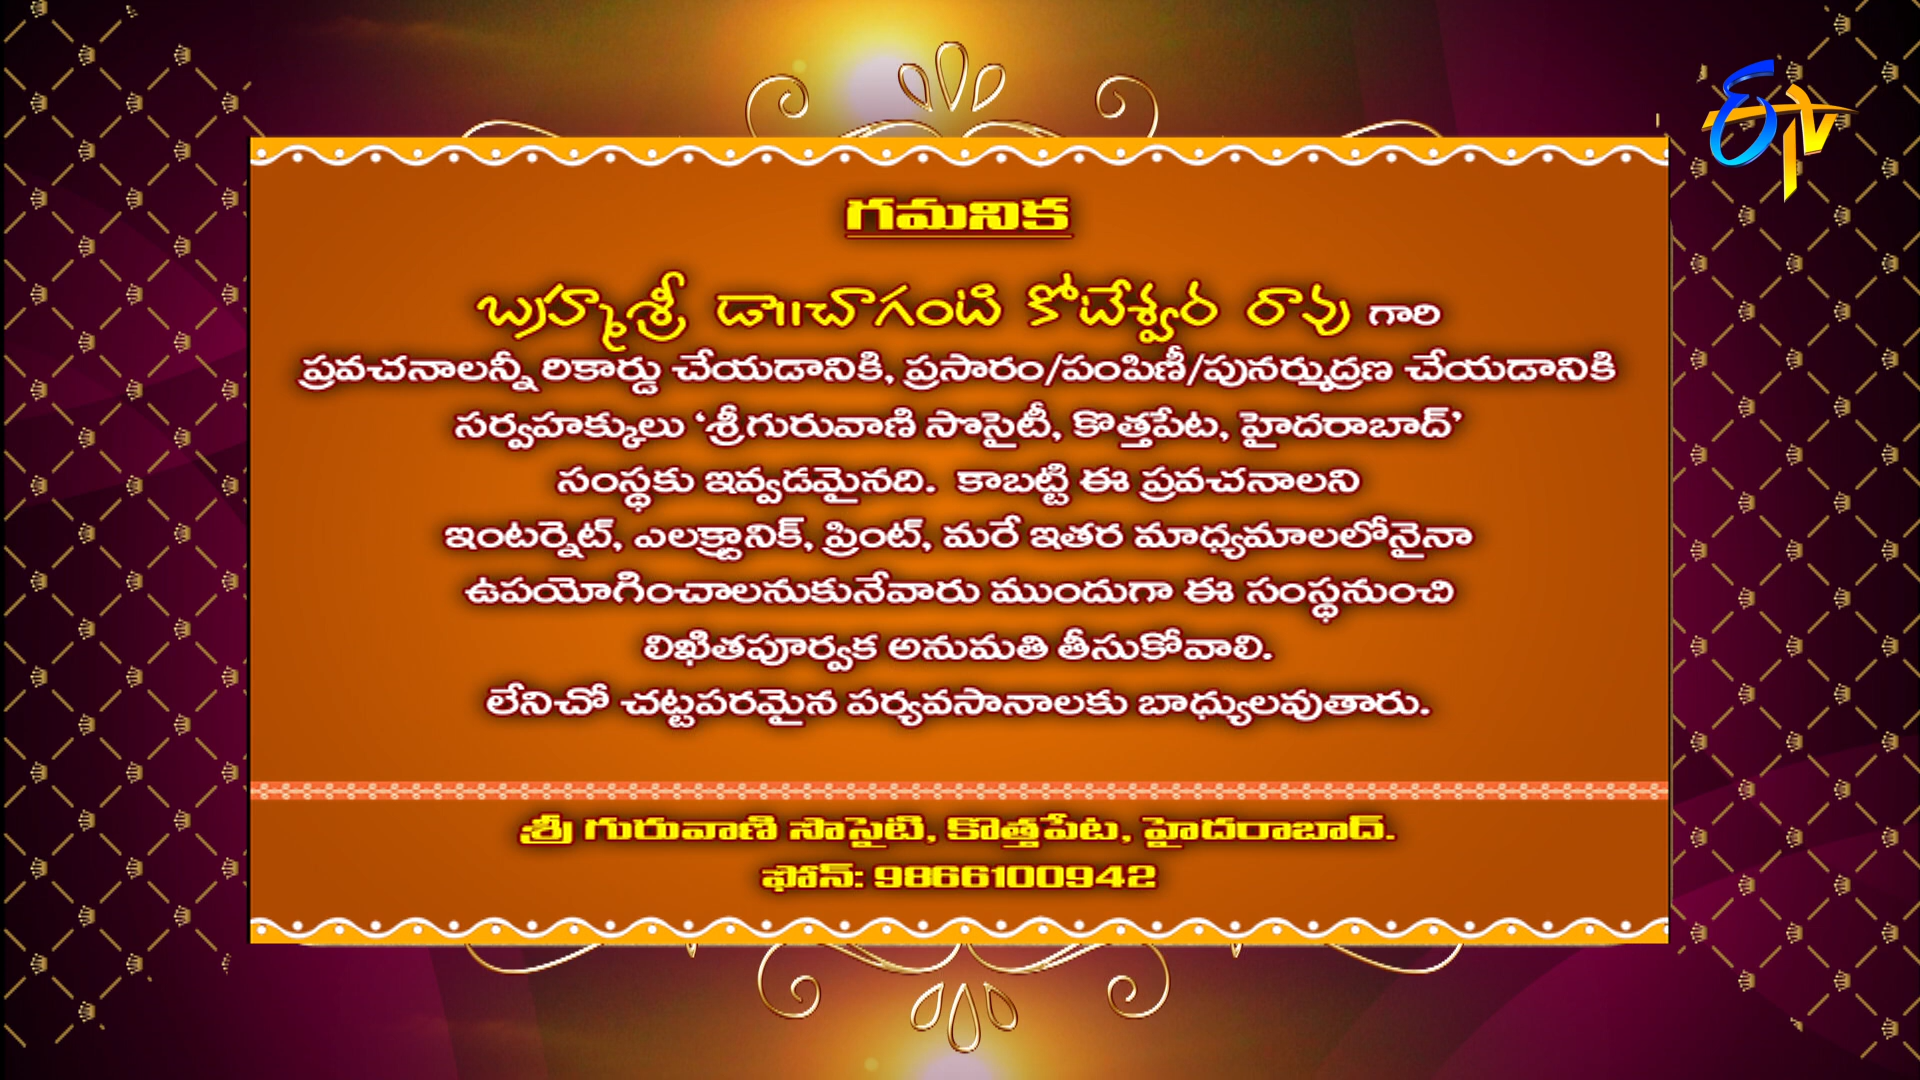 ETV
గమనిక
బ్రహ్మశ్రీ డా॥చాగంటి కోటేశ్వర రావు గారి
ప్రవచనాలన్నీ రికార్డు చేయడానికి, ప్రసారం/పంపిణీ/పునర్ముద్రణ చేయడానికి
సర్వహక్కులు ‘శ్రీగురువాణి సొసైటీ, కొత్తపేట, హైదరాబాద్’
సంస్థకు ఇవ్వడమైనది. కాబట్టి ఈ ప్రవచనాలని
ఇంటర్నెట్, ఎలక్ట్రానిక్, ప్రింట్, మరే ఇతర మాధ్యమాలలోనైనా
ఉపయోగించాలనుకునేవారు ముందుగా ఈ సంస్థనుంచి
లిఖితపూర్వక అనుమతి తీసుకోవాలి.
లేనిచో చట్టపరమైన పర్యవసానాలకు బాధ్యులవుతారు.
శ్రీ గురువాణి సొసైటి, కొత్తపేట, హైదరాబాద్.
ఫోన్: 9866100942